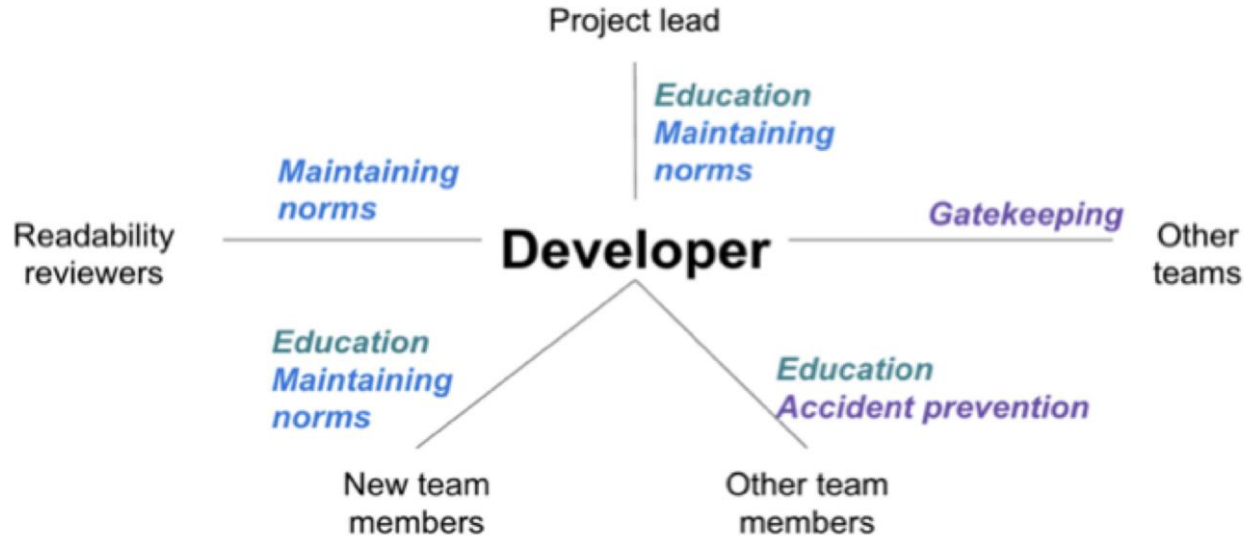 Project lead
Education
Maintaining
norms
Maintaining
norms
Gatekeeping
Readability
reviewers
Developer
Other
teams
Education
Maintaining
norms
Education
Accident prevention
New team
members
Other team
members